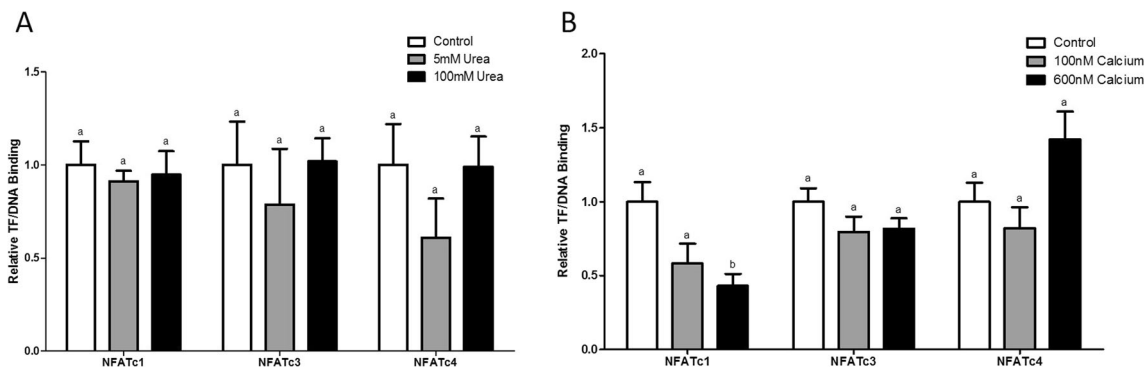 A
Control
5mM Urea
100mM Urea
Relative TF/DNA Binding
1.5
1.0
0.5
0.0
a
a
a
a
a
a
a
a
a
NFATc1
NFATc3
NFATc4
B
Control
100nM Calcium
600nM Calcium
Relative TF/DNA Binding
2.0
1.5
1.0
0.5
0.0
a
a
b
a
a
a
a
a
a
NFATc1
NFATc3
NFATc4